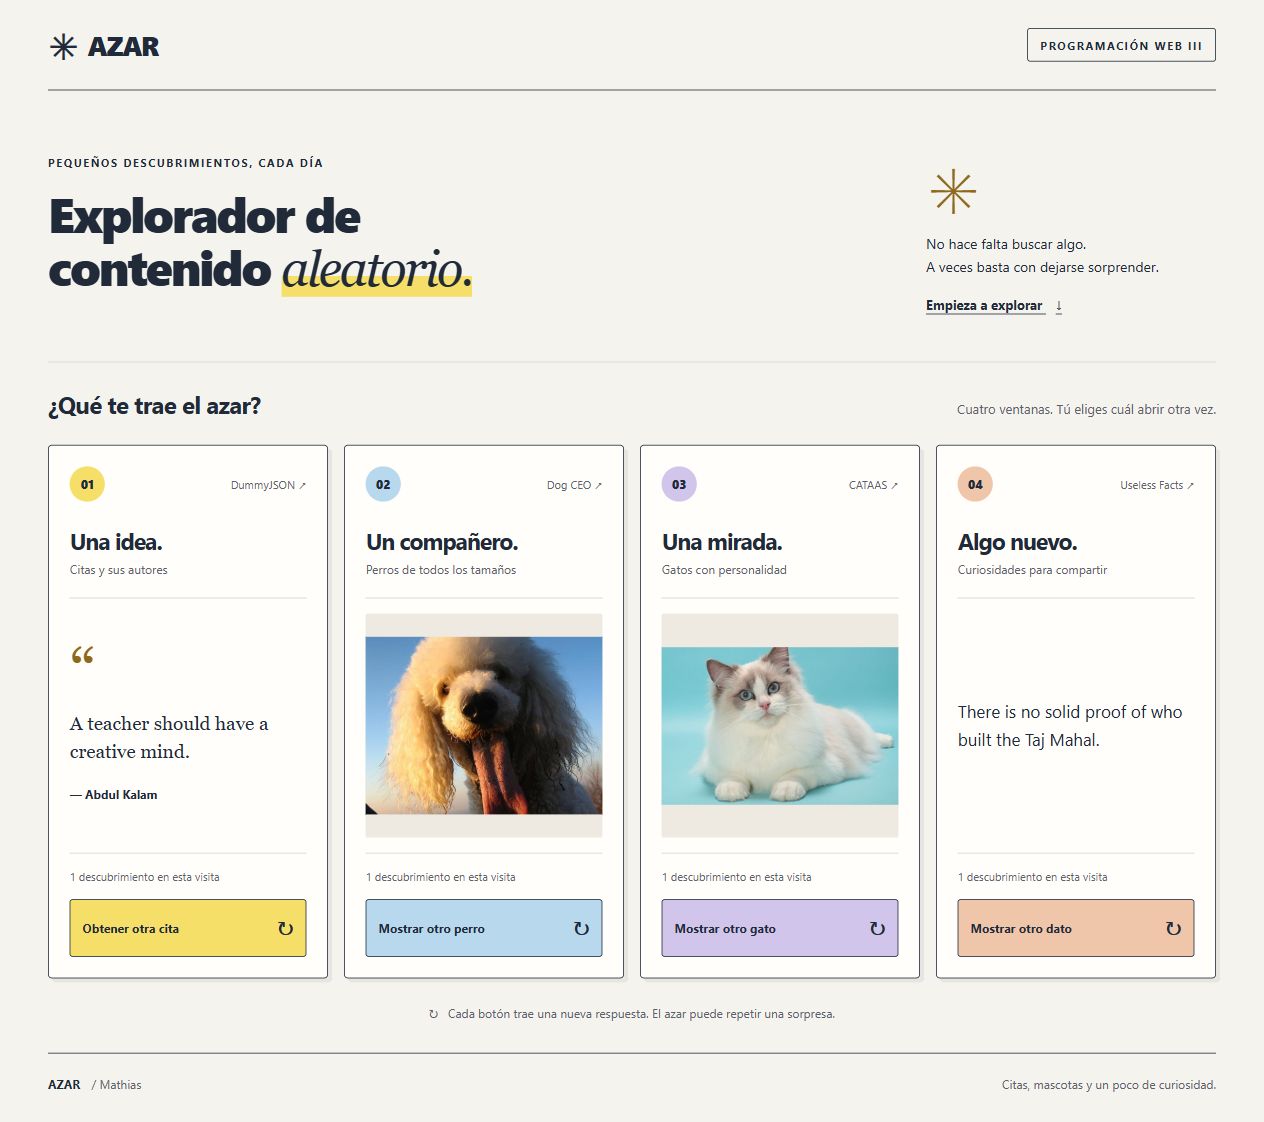 AZAR
PROGRAMACIÓN WEB III
PEQUEÑOS DESCUBRIMIENTOS, CADA DÍA
Explorador de
contenido aleatorio.
No hace falta buscar algo.
A veces basta con dejarse sorprender.
Empieza a explorar ↓
¿Qué te trae el azar?
Cuatro ventanas. Tú eliges cuál abrir otra vez.
01
DummyJSON ↗
Una idea.
Citas y sus autores
“
A teacher should have a
creative mind.
— Abdul Kalam
1 descubrimiento en esta visita
Obtener otra cita ↻
02
Dog CEO ↗
Un compañero.
Perros de todos los tamaños
1 descubrimiento en esta visita
Mostrar otro perro ↻
03
CATAAS ↗
Una mirada.
Gatos con personalidad
1 descubrimiento en esta visita
Mostrar otro gato ↻
04
Useless Facts ↗
Algo nuevo.
Curiosidades para compartir
There is no solid proof of who
built the Taj Mahal.
1 descubrimiento en esta visita
Mostrar otro dato ↻
↻ Cada botón trae una nueva respuesta. El azar puede repetir una sorpresa.
AZAR / Mathias
Citas, mascotas y un poco de curiosidad.